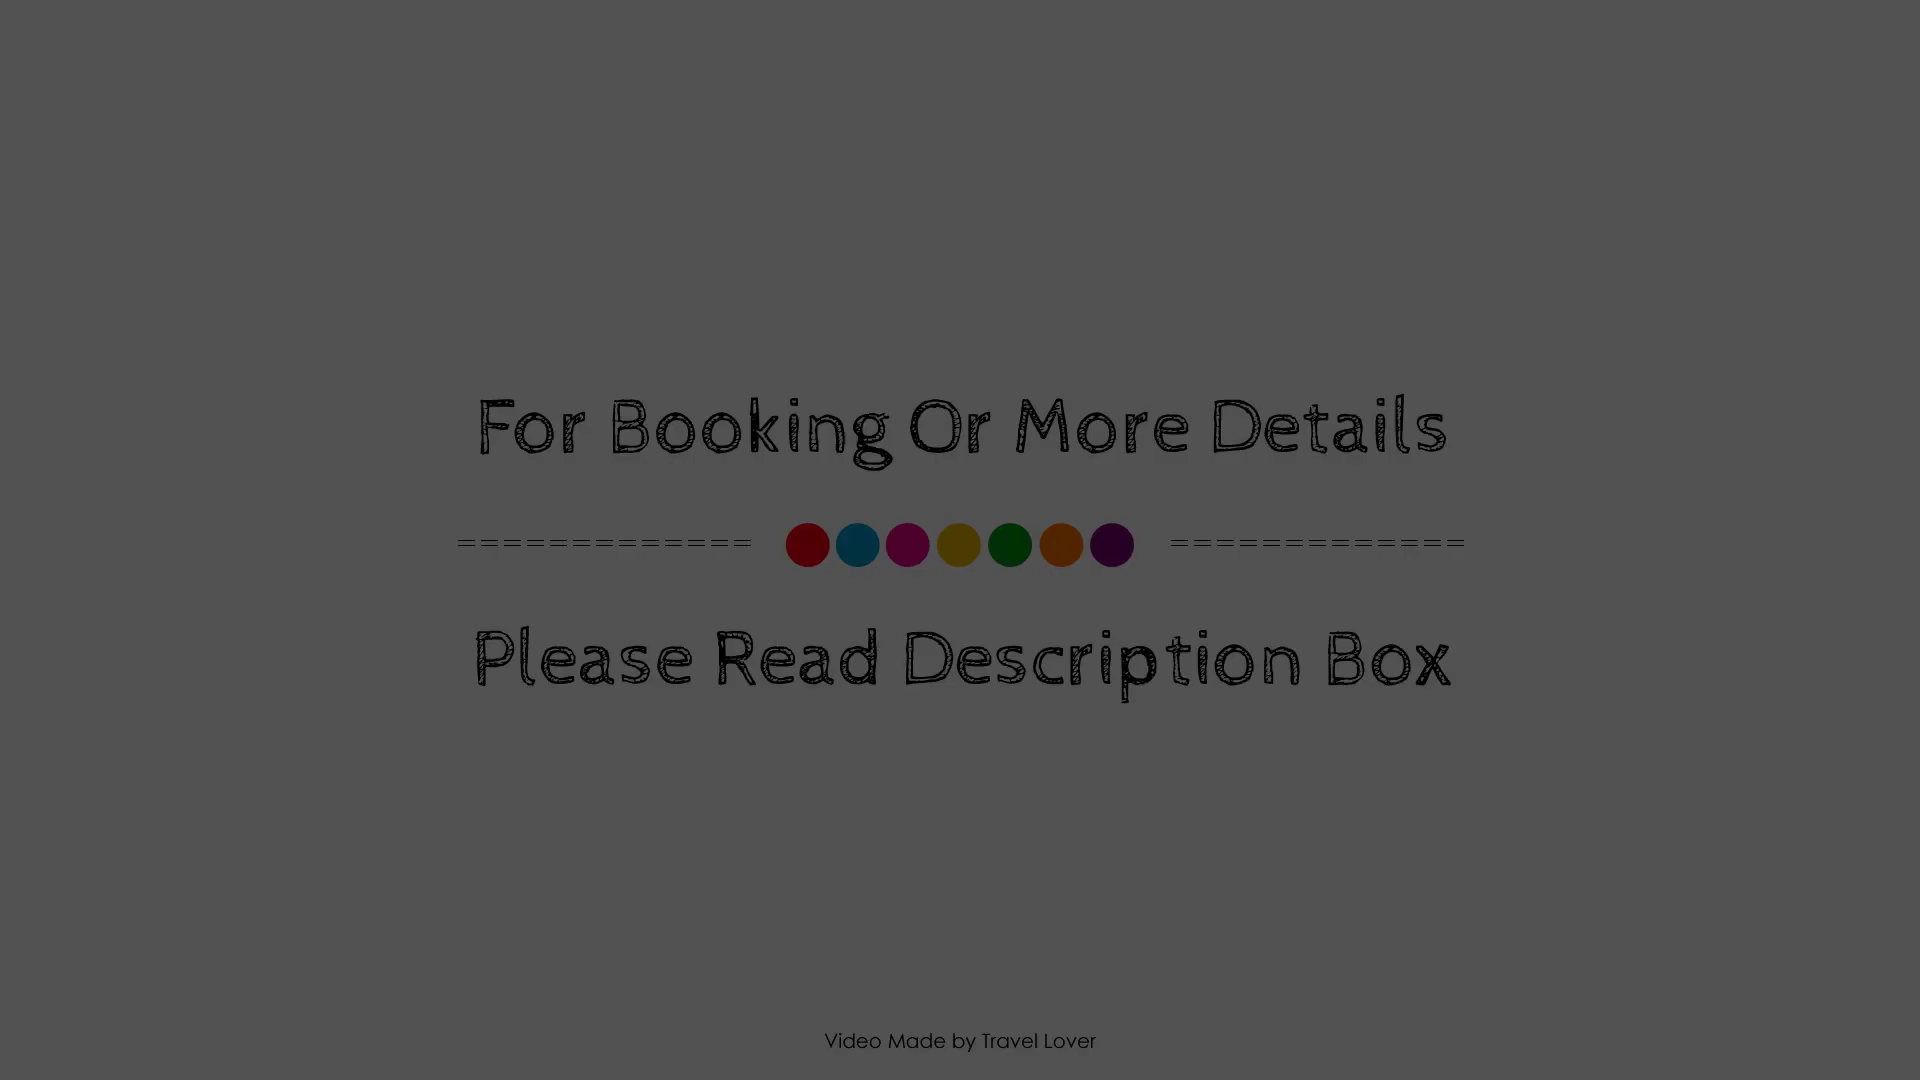 For Booking Or More Details
============= =============
Please Read Description Box
Video Made by Travel Lover